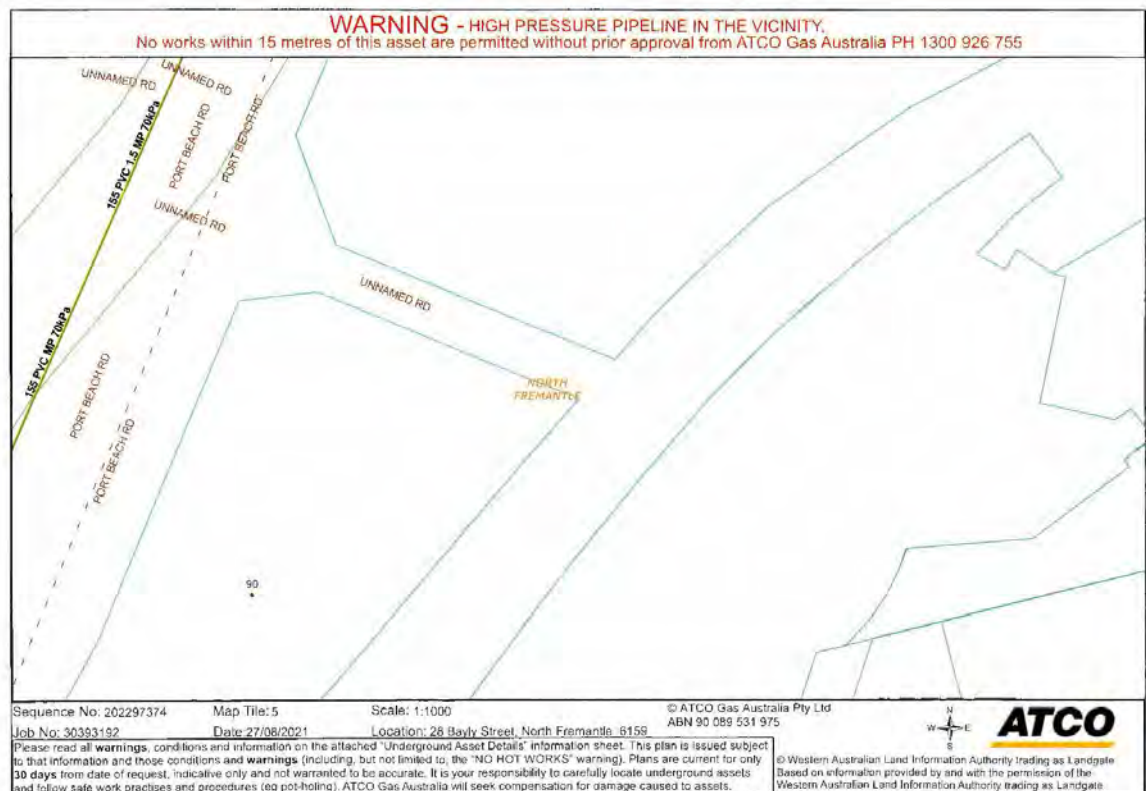 WARNING - HIGH PRESSURE PIPELINE IN THE VICINITY.
No works within 15 metres of this asset are permitted without prior approval from ATCO Gas Australia PH 1300 926 755
UNNAMED RD
UNNAMED RD
155 PVC 1.5 MP 70kPa
PORT BEACH RD
PORT BEACH RD
UNNAMED RD
UNNAMED RD
155 PVC MP 70kPa
PORT BEACH RD
PORT BEACH RD
NORTH
FREMANTLE
90
Sequence No: 202297374
Map Tile: 5
Scale: 1:1000
Job No: 30393192
Date: 27/08/2021
Location: 28 Bayly Street, North Fremantle 6159
© ATCO Gas Australia Pty Ltd
ABN 90 089 531 975
N
W E
S
ATCO
Please read all warnings, conditions and information on the attached "Underground Asset Details" information sheet. This plan is issued subject
to that information and those conditions and warnings (including, but not limited to, the "NO HOT WORKS" warning). Plans are current for only
30 days from date of request, indicative only and not warranted to be accurate. It is your responsibility to carefully locate underground assets
and follow safe work practises and procedures (eg pot-holing). ATCO Gas Australia will seek compensation for damage caused to assets.
© Western Australian Land Information Authority trading as Landgate
Based on information provided by and with the permission of the
Western Australian Land Information Authority trading as Landgate